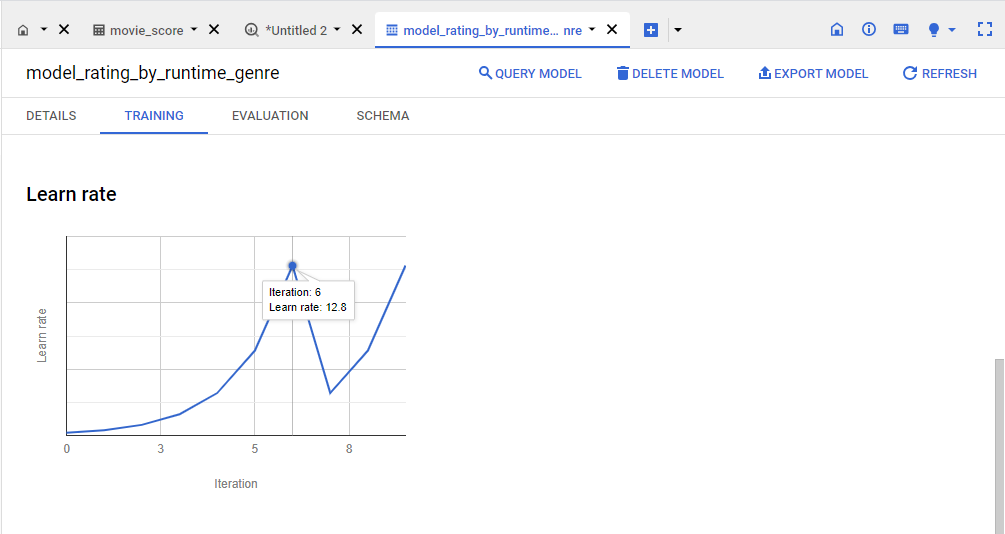 movie_score
*Untitled 2
model_rating_by_runtime... nre
model_rating_by_runtime_genre
QUERY MODEL
DELETE MODEL
EXPORT MODEL
REFRESH
DETAILS
TRAINING
EVALUATION
SCHEMA
Learn rate
Learn rate
Iteration: 6
Learn rate: 12.8
0 3 5 8
Iteration